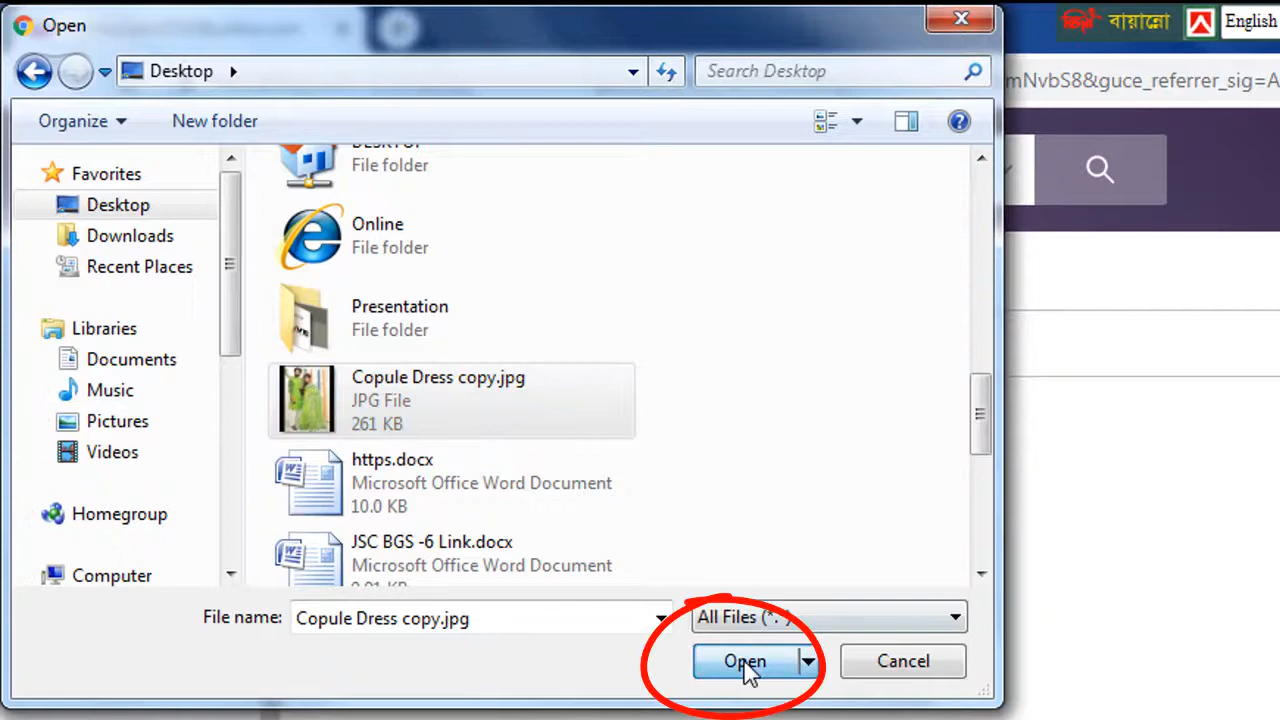 Open
বায়ান্নো
English
Desktop
Search Desktop
mNvbS8&guce_referrer_sig=A
Organize
New folder
Favorites
Desktop
Downloads
Recent Places
Libraries
Documents
Music
Pictures
Videos
Homegroup
Computer
DESKTOP
File folder
Online
File folder
Presentation
File folder
Copule Dress copy.jpg
JPG File
261 KB
https.docx
Microsoft Office Word Document
10.0 KB
JSC BGS -6 Link.docx
Microsoft Office Word Document
File name:
Copule Dress copy.jpg
All Files (*.*)
Open
Cancel